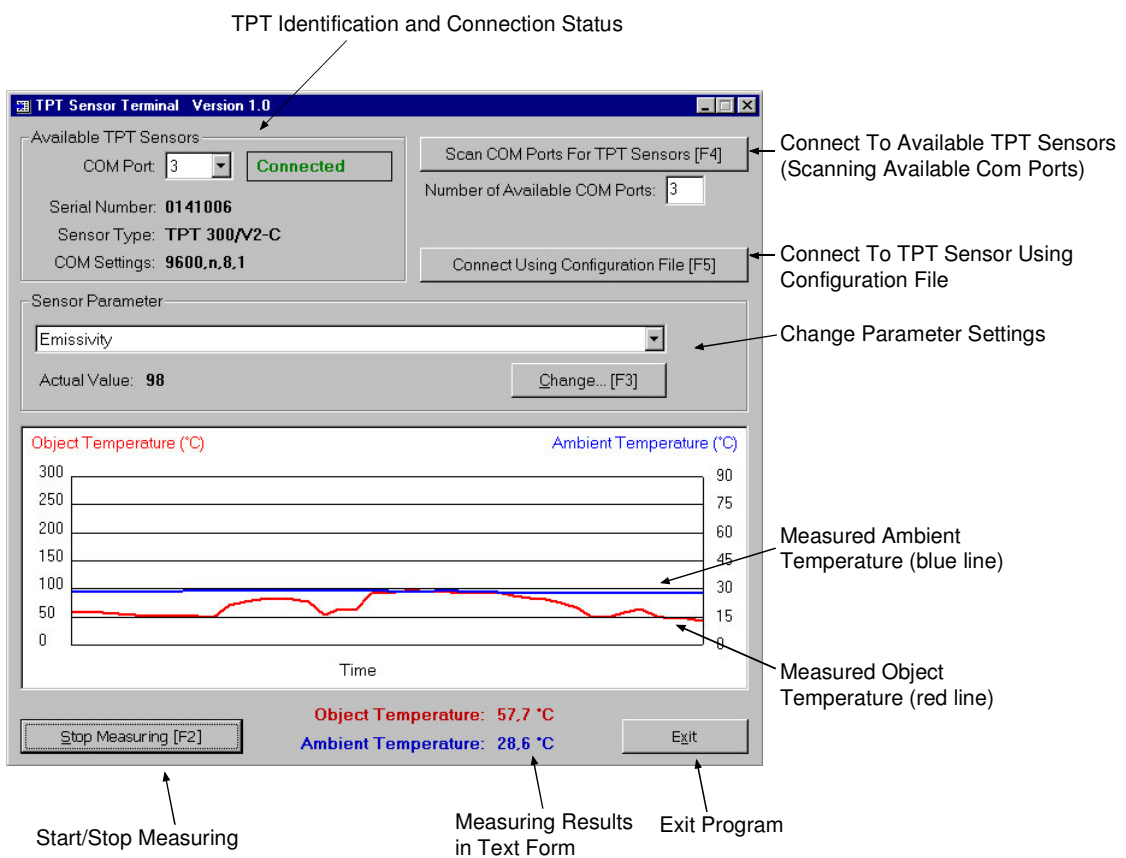 TPT Identification and Connection Status
TPT Sensor Terminal Version 1.0
Available TPT Sensors
COM Port: 3 Connected
Serial Number: 0141006
Sensor Type: TPT 300/V2-C
COM Settings: 9600,n,8,1
Scan COM Ports For TPT Sensors [F4]
Number of Available COM Ports: 3
Connect Using Configuration File [F5]
Connect To Available TPT Sensors
(Scanning Available Com Ports)
Connect To TPT Sensor Using
Configuration File
Sensor Parameter
Emissivity
Actual Value: 98
Change... [F3]
Change Parameter Settings
Object Temperature (°C)
Ambient Temperature (°C)
300
250
200
150
100
50
0
90
75
60
45
30
15
0
Time
Measured Ambient
Temperature (blue line)
Measured Object
Temperature (red line)
Stop Measuring [F2]
Object Temperature: 57,7 °C
Ambient Temperature: 28,6 °C
Exit
Start/Stop Measuring
Measuring Results
in Text Form
Exit Program